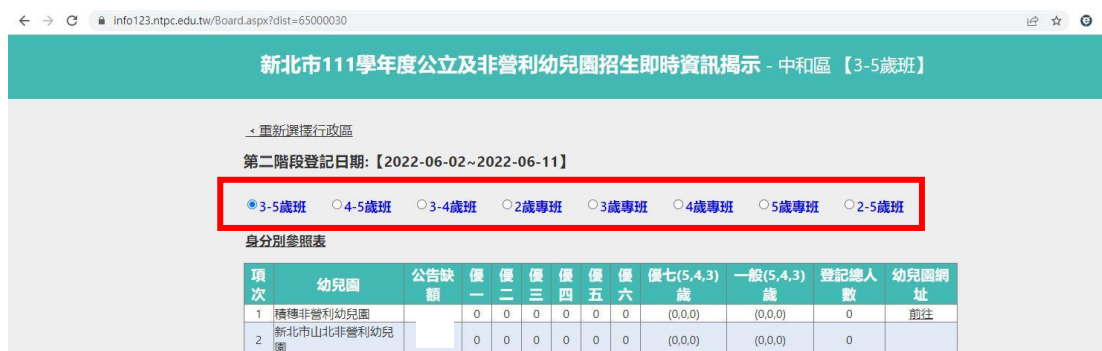 info123.ntpc.edu.tw/Board.aspx?dist=65000030
新北市111學年度公立及非營利幼兒園招生即時資訊揭示 - 中和區【3-5歲班】
‹重新選擇行政區
第二階段登記日期:【2022-06-02~2022-06-11】
3-5歲班 4-5歲班 3-4歲班 2歲專班 3歲專班 4歲專班 5歲專班 2-5歲班
身分別參照表
項次 幼兒園 公告缺額 優一 優二 優三 優四 優五 優六 優七(5,4,3)歲 一般(5,4,3)歲 登記總人數 幼兒園網址
1 積穗非營利幼兒園 0 0 0 0 0 0 (0,0,0) (0,0,0) 0 前往
2 新北市山北非營利幼兒園 0 0 0 0 0 0 (0,0,0) (0,0,0) 0